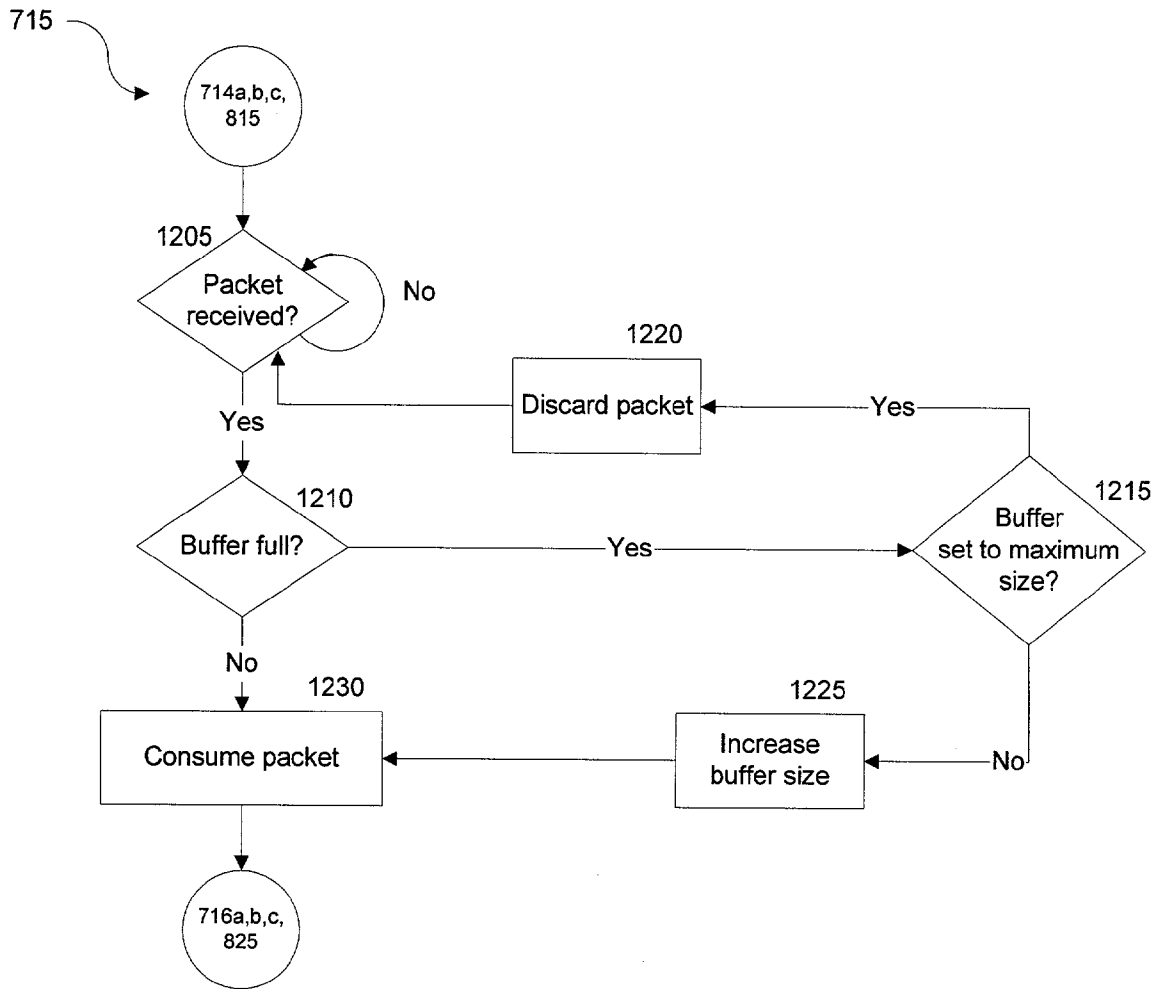 715
714a,b,c,
815
1205
Packet
received?
No
1220
Discard packet
Yes
Yes
1210
Buffer full?
Yes
1215
Buffer
set to maximum
size?
No
1230
Consume packet
1225
Increase
buffer size
No
716a,b,c,
825